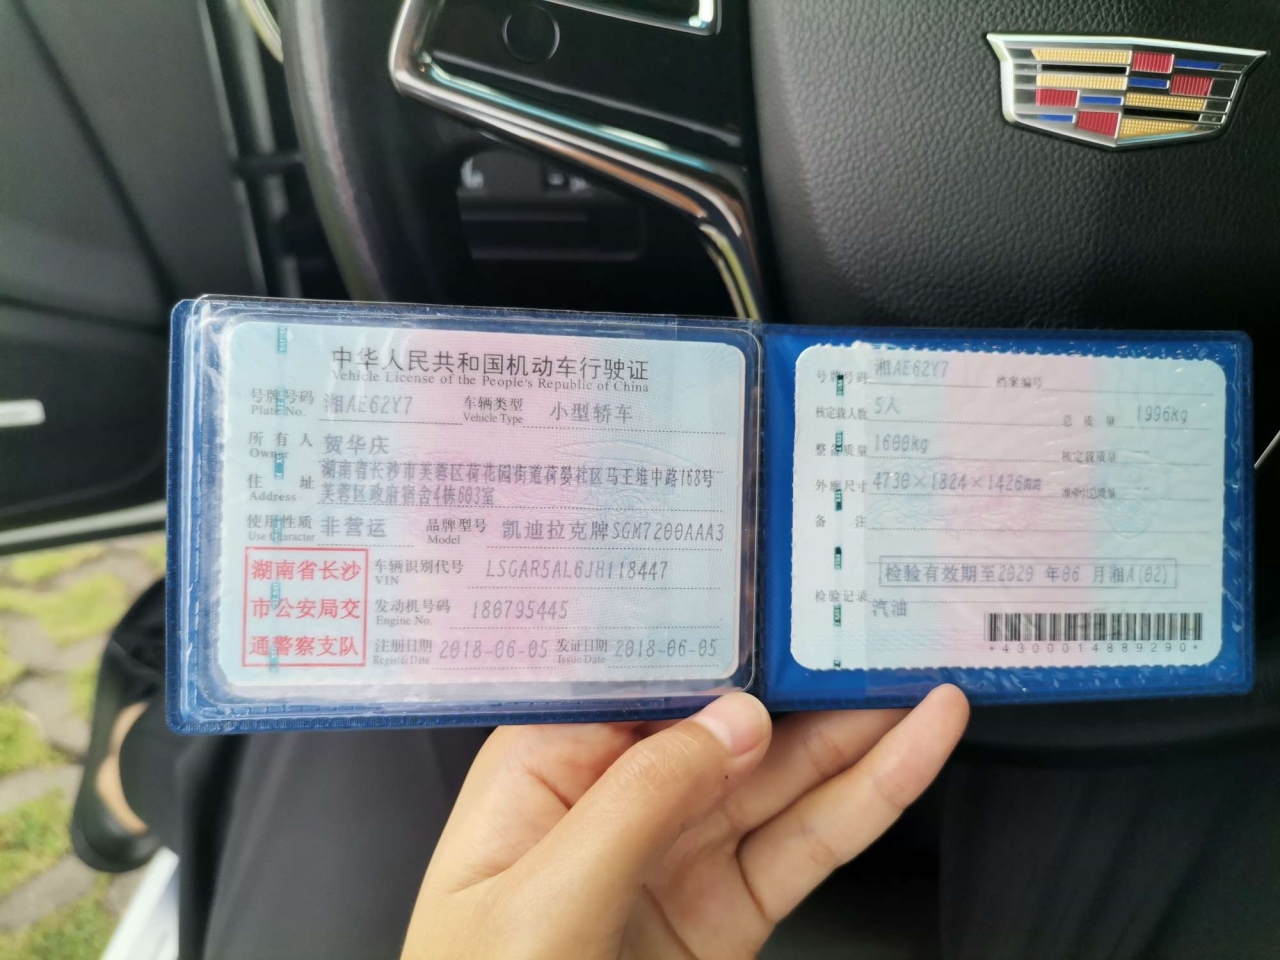 中华人民共和国机动车行驶证
Vehicle License of the People's Republic of China
号牌号码 湘AE62Y7 车辆类型 小型轿车
Plate No. Vehicle Type
所有人 贺华庆
Owner
住址 湖南省长沙市芙蓉区荷花园街道荷晏社区马王堆中路168号
Address 芙蓉区政府宿舍4栋603室
使用性质 非营运 品牌型号 凯迪拉克牌SGM7200AAA3
Use Character Model
湖南省长沙
市公安局交
通警察支队
车辆识别代号 LSGAR5AL6JH118447
VIN
发动机号码 180795445
Engine No.
注册日期 2018-06-05 发证日期 2018-06-05
Register Date Issue Date
号牌号码 湘AE62Y7 档案编号
核定载人数 5人 总质量 1996kg
整备质量 1600kg 核定载质量
外廓尺寸 4730×1824×1426mm 准牵引总质量
备注
检验有效期至2020 年06 月湘A(02)
检验记录
汽油
*4300014889290*